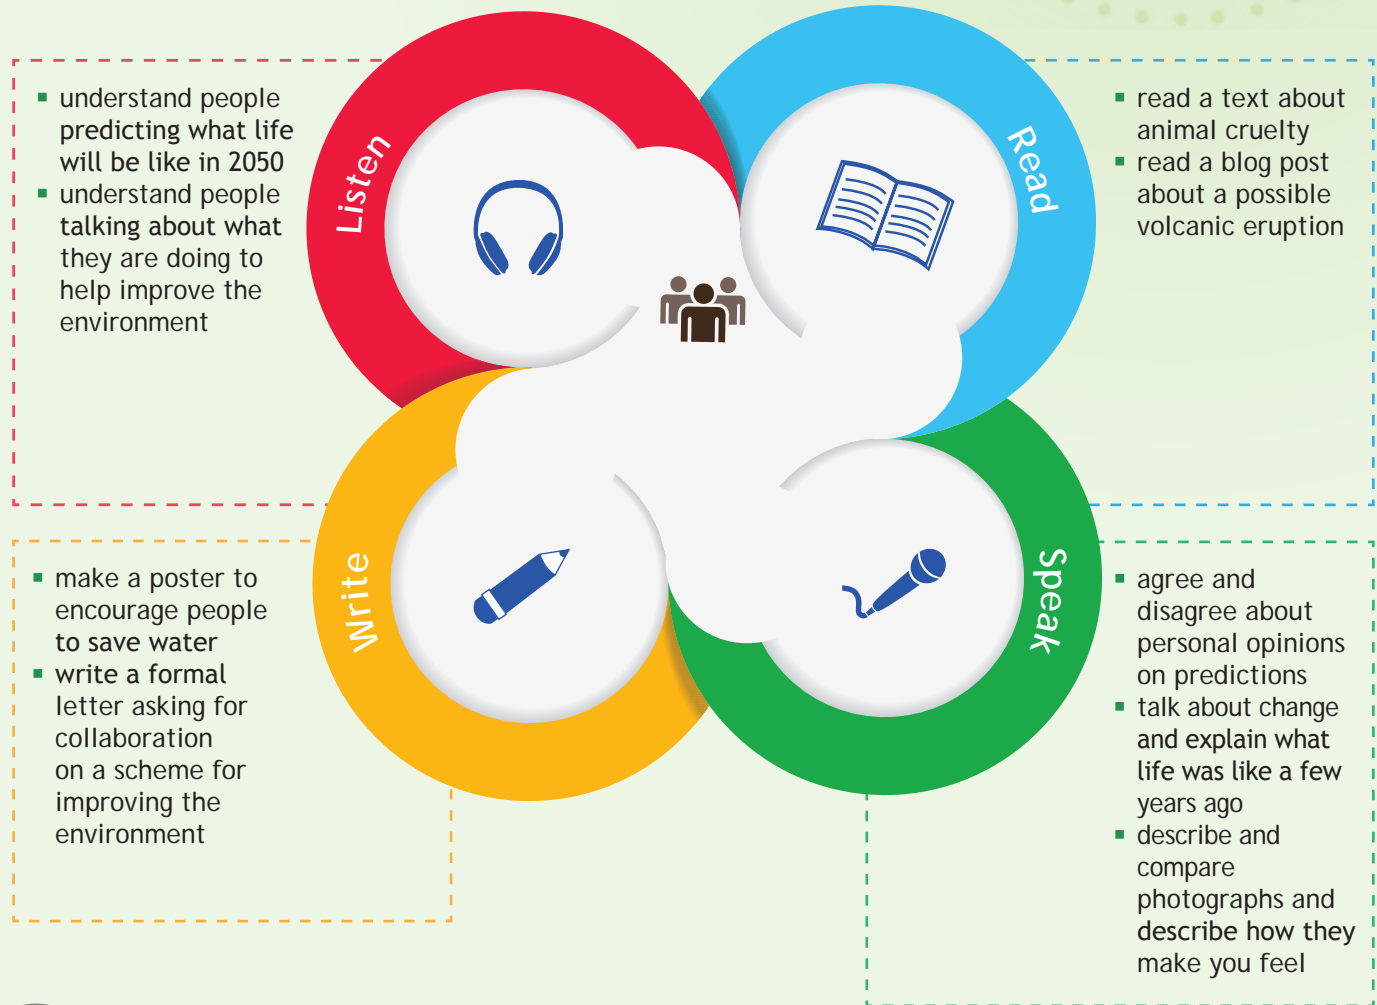 Listen
▪ understand people
predicting what life
will be like in 2050
▪ understand people
talking about what
they are doing to
help improve the
environment
Read
▪ read a text about
animal cruelty
▪ read a blog post
about a possible
volcanic eruption
Write
▪ make a poster to
encourage people
to save water
▪ write a formal
letter asking for
collaboration
on a scheme for
improving the
environment
Speak
▪ agree and
disagree about
personal opinions
on predictions
▪ talk about change
and explain what
life was like a few
years ago
▪ describe and
compare
photographs and
describe how they
make you feel